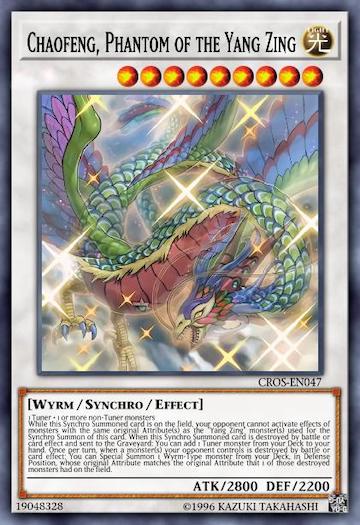 Chaofeng, Phantom of the Yang Zing
LIGHT
光
CROS-EN047
[Wyrm / Synchro / Effect]
1 Tuner + 1 or more non-Tuner monsters
While this Synchro Summoned card is on the field, your opponent cannot activate effects of
monsters with the same original Attribute(s) as the "Yang Zing" monster(s) used for the
Synchro Summon of this card. When this Synchro Summoned card is destroyed by battle or
card effect and sent to the Graveyard: You can add 1 Tuner monster from your Deck to your
hand. Once per turn, when a monster(s) your opponent controls is destroyed by battle or
card effect: You can Special Summon 1 Wyrm-Type monster from your Deck, in Defense
Position, whose original Attribute matches the original Attribute that 1 of those destroyed
monsters had on the field.
ATK/2800 DEF/2200
19048328
©1996 KAZUKI TAKAHASHI